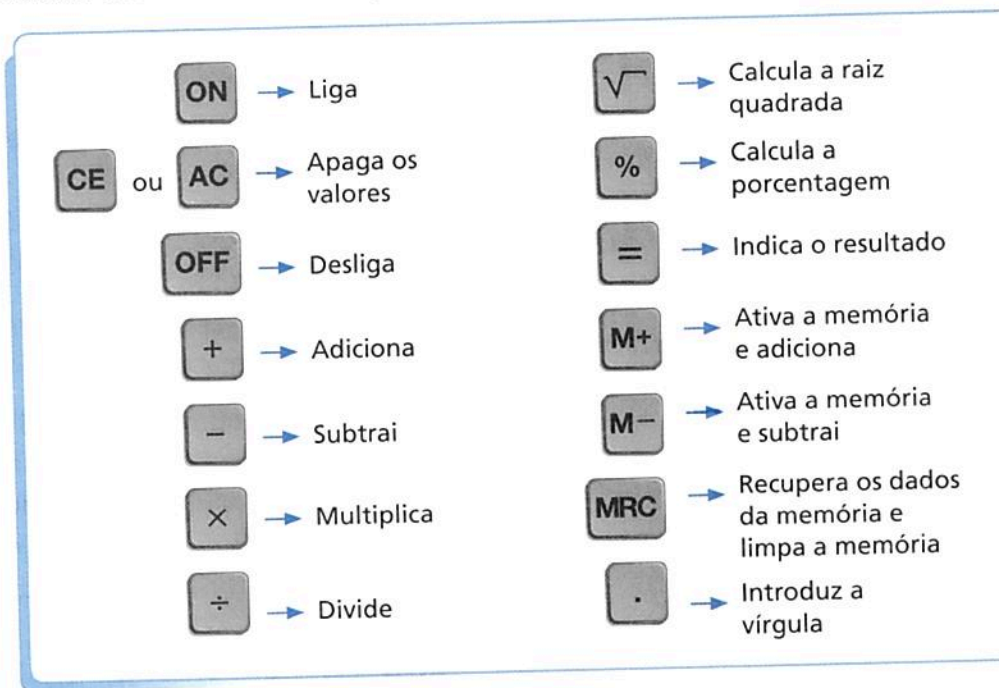 ON Liga
CE ou AC Apaga os
valores
OFF Desliga
+ Adiciona
− Subtrai
× Multiplica
÷ Divide
√ Calcula a raiz
quadrada
% Calcula a
porcentagem
= Indica o resultado
M+ Ativa a memória
e adiciona
M− Ativa a memória
e subtrai
MRC Recupera os dados
da memória e
limpa a memória
. Introduz a
vírgula